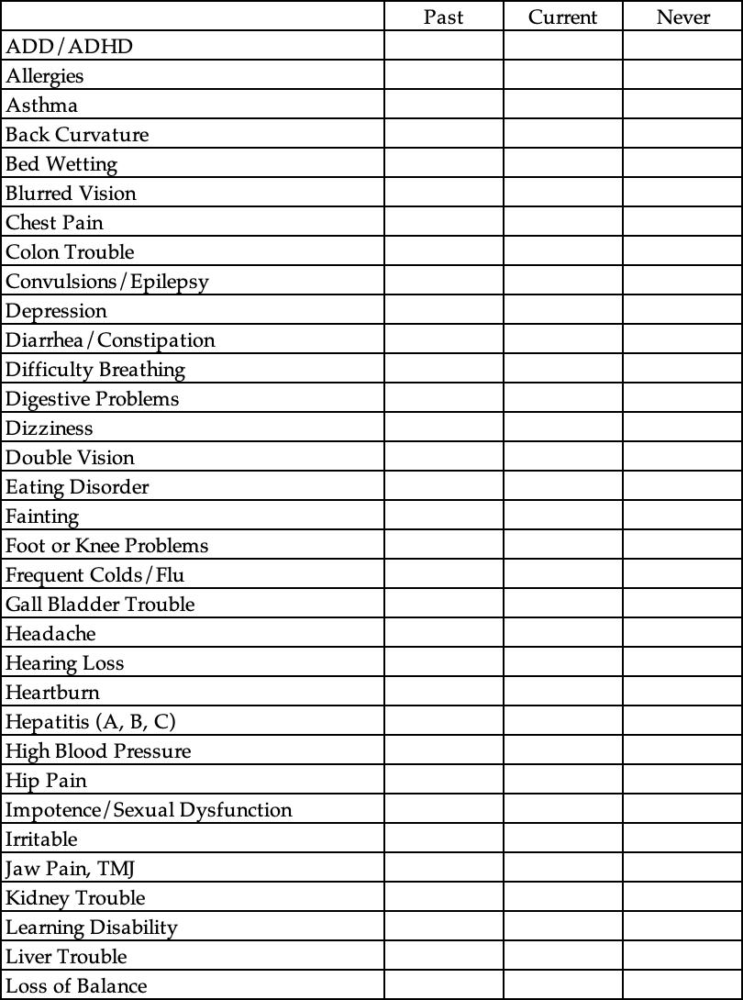 Past Current Never
ADD/ADHD
Allergies
Asthma
Back Curvature
Bed Wetting
Blurred Vision
Chest Pain
Colon Trouble
Convulsions/Epilepsy
Depression
Diarrhea/Constipation
Difficulty Breathing
Digestive Problems
Dizziness
Double Vision
Eating Disorder
Fainting
Foot or Knee Problems
Frequent Colds/Flu
Gall Bladder Trouble
Headache
Hearing Loss
Heartburn
Hepatitis (A, B, C)
High Blood Pressure
Hip Pain
Impotence/Sexual Dysfunction
Irritable
Jaw Pain, TMJ
Kidney Trouble
Learning Disability
Liver Trouble
Loss of Balance